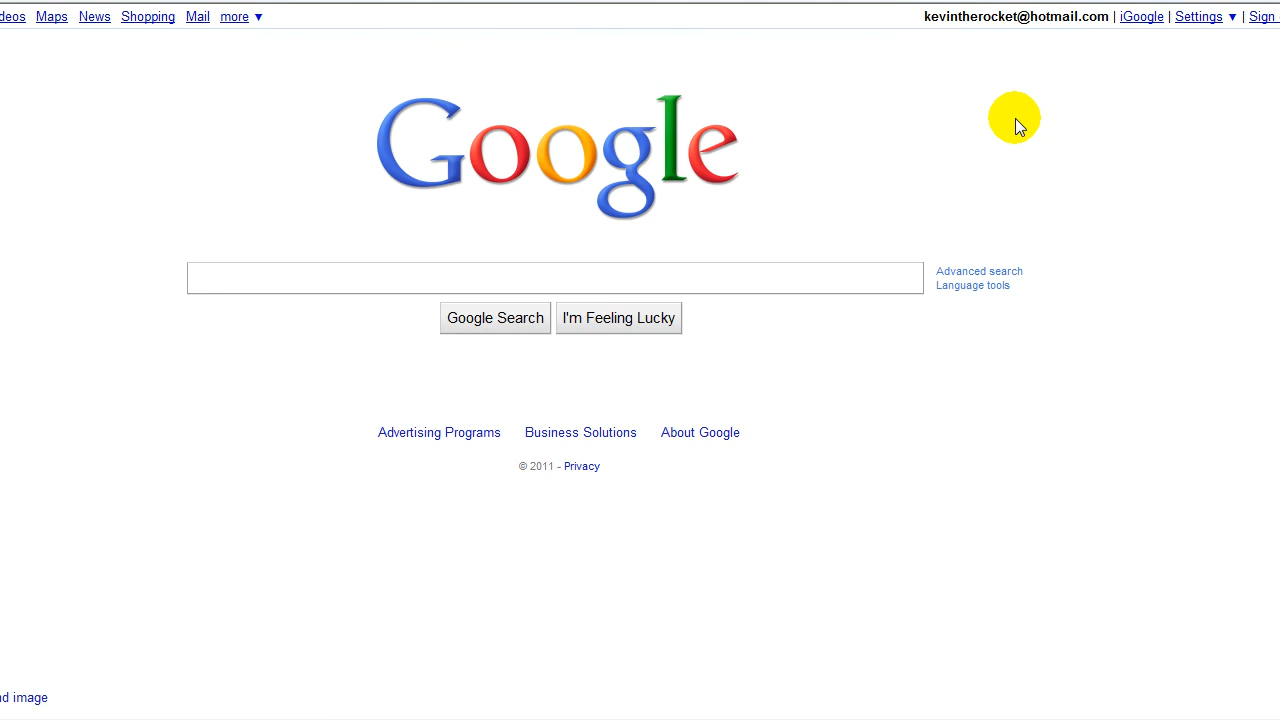 deos Maps News Shopping Mail more ▼ kevintherocket@hotmail.com | iGoogle | Settings ▼ | Sign
Google
Advanced search
Language tools
Google Search I'm Feeling Lucky
Advertising Programs Business Solutions About Google
© 2011 - Privacy
nd image